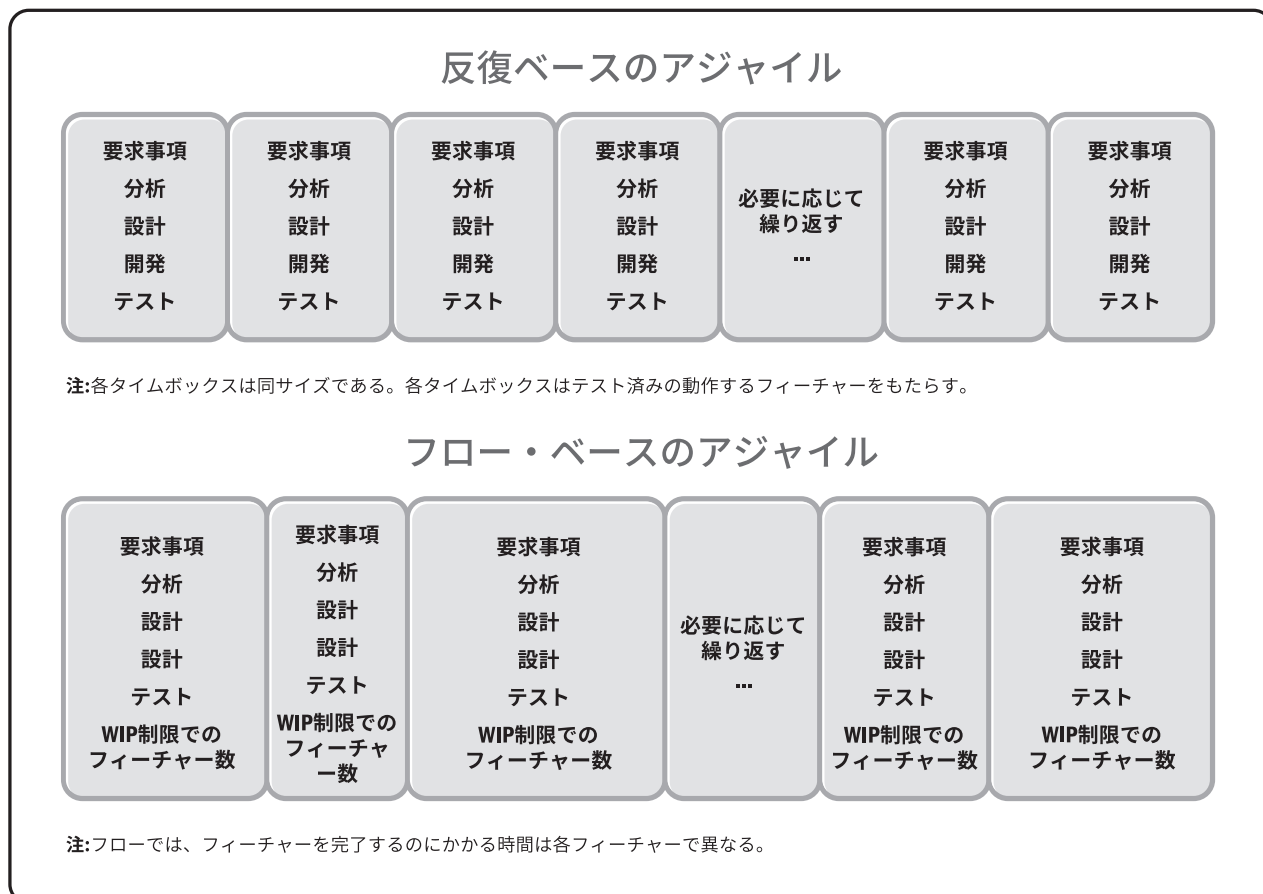 反復ベースのアジャイル
要求事項
分析
設計
開発
テスト
要求事項
分析
設計
開発
テスト
要求事項
分析
設計
開発
テスト
要求事項
分析
設計
開発
テスト
必要に応じて
繰り返す
...
要求事項
分析
設計
開発
テスト
要求事項
分析
設計
開発
テスト
注:各タイムボックスは同サイズである。各タイムボックスはテスト済みの動作するフィーチャーをもたらす。
フロー・ベースのアジャイル
要求事項
分析
設計
設計
テスト
WIP制限での
フィーチャー数
要求事項
分析
設計
設計
テスト
WIP制限での
フィーチャ
ー数
要求事項
分析
設計
設計
テスト
WIP制限での
フィーチャー数
必要に応じて
繰り返す
...
要求事項
分析
設計
設計
テスト
WIP制限での
フィーチャー数
要求事項
分析
設計
設計
テスト
WIP制限での
フィーチャー数
注:フローでは、フィーチャーを完了するのにかかる時間は各フィーチャーで異なる。